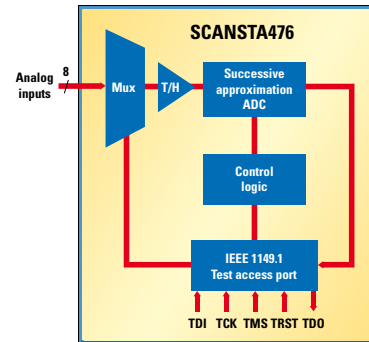 SCANSTA476
Analog
inputs
8
Mux
T/H
Successive
approximation
ADC
Control
logic
IEEE 1149.1
Test access port
TDI TCK TMS TRST TDO